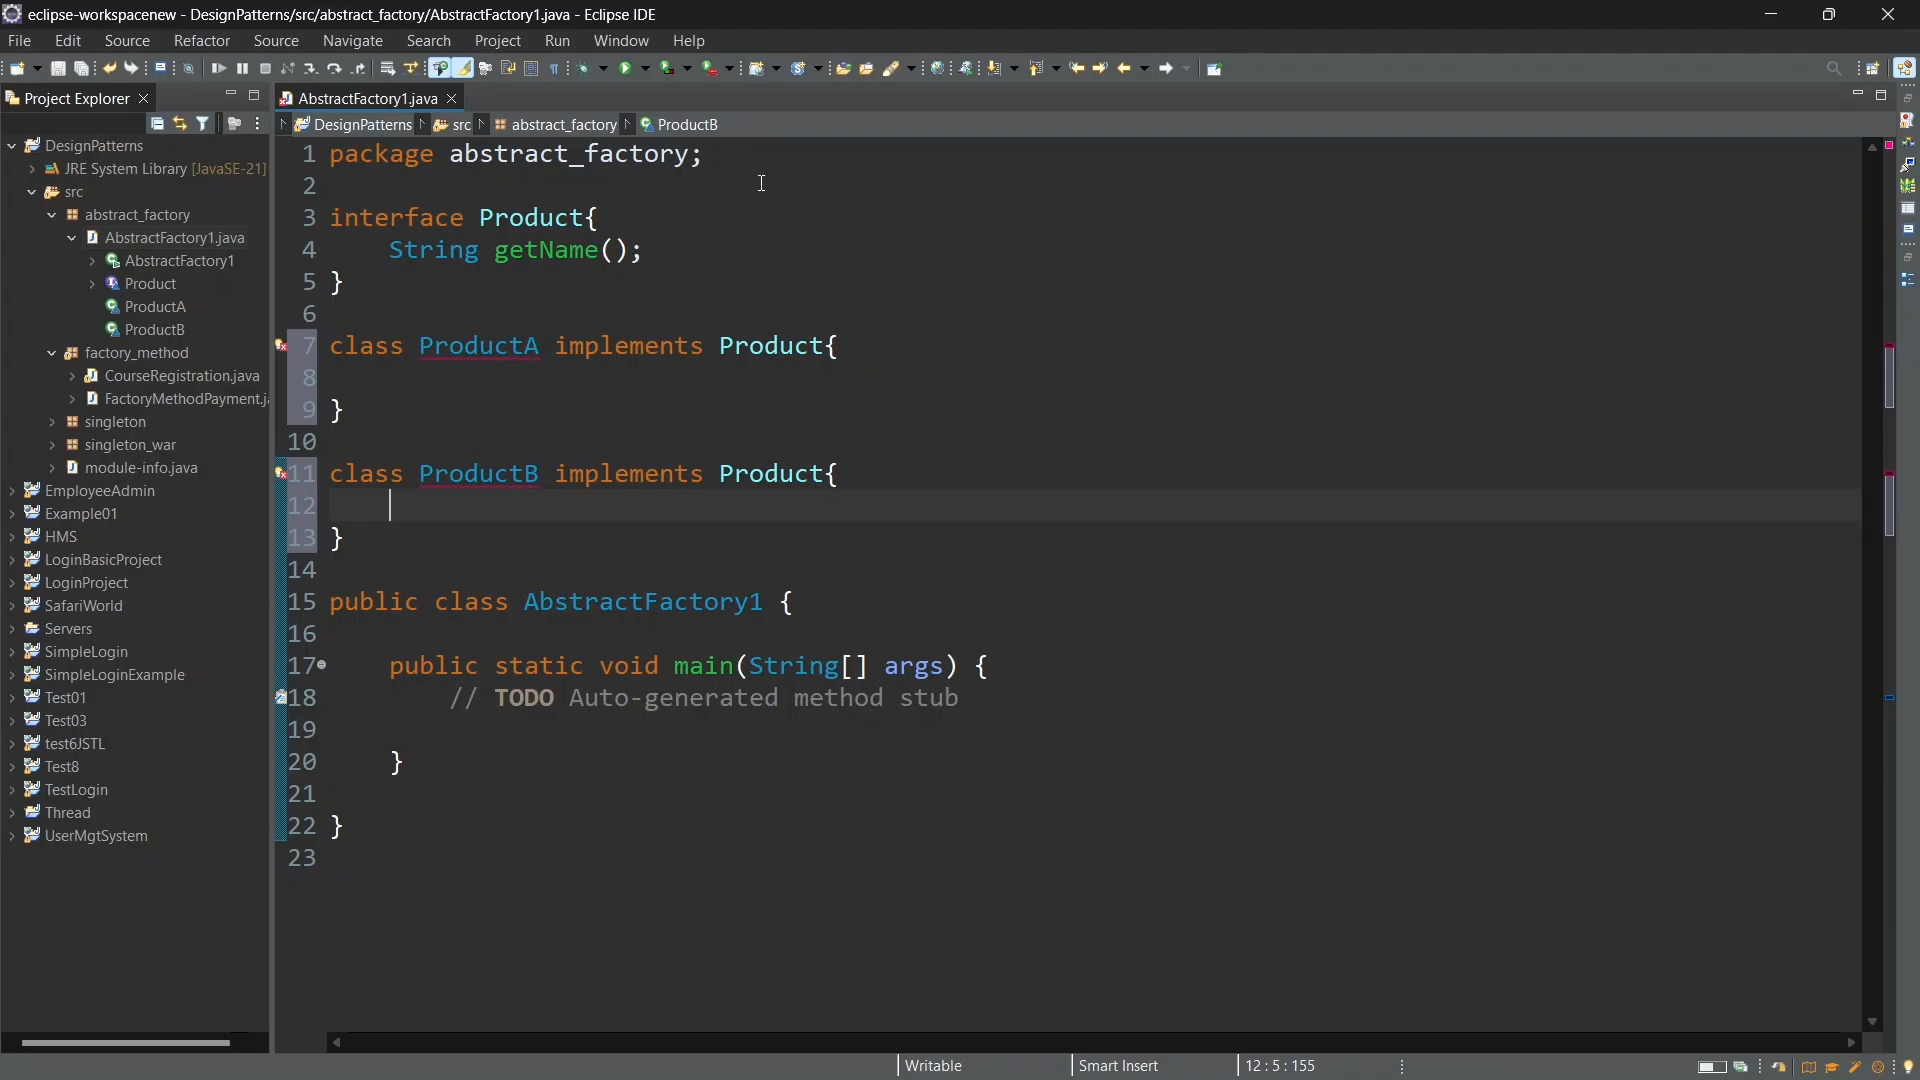 eclipse-workspacenew - DesignPatterns/src/abstract_factory/AbstractFactory1.java - Eclipse IDE
File Edit Source Refactor Source Navigate Search Project Run Window Help
Project Explorer
AbstractFactory1.java
DesignPatterns src abstract_factory ProductB
DesignPatterns
JRE System Library [JavaSE-21]
src
abstract_factory
AbstractFactory1.java
AbstractFactory1
Product
ProductA
ProductB
factory_method
CourseRegistration.java
FactoryMethodPayment.j
singleton
singleton_war
module-info.java
EmployeeAdmin
Example01
HMS
LoginBasicProject
LoginProject
SafariWorld
Servers
SimpleLogin
SimpleLoginExample
Test01
Test03
test6JSTL
Test8
TestLogin
Thread
UserMgtSystem
1 package abstract_factory;
2
3 interface Product{
4 String getName();
5 }
6
7 class ProductA implements Product{
8
9 }
10
11 class ProductB implements Product{
12
13 }
14
15 public class AbstractFactory1 {
16
17 public static void main(String[] args) {
18 // TODO Auto-generated method stub
19
20 }
21
22 }
23
Writable Smart Insert 12 : 5 : 155